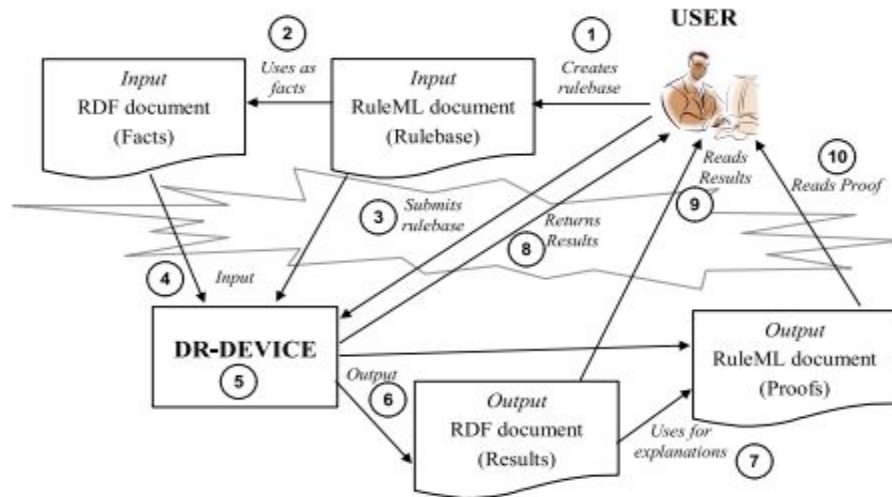 USER
2
1
Uses as
facts
Creates
rulebase
Input
RDF document
(Facts)
Input
RuleML document
(Rulebase)
10
Reads Proof
Reads
Results
9
3
Submits
rulebase
8
Returns
Results
4
Input
DR-DEVICE
5
Output
6
Output
RDF document
(Results)
Output
RuleML document
(Proofs)
Uses for
explanations
7